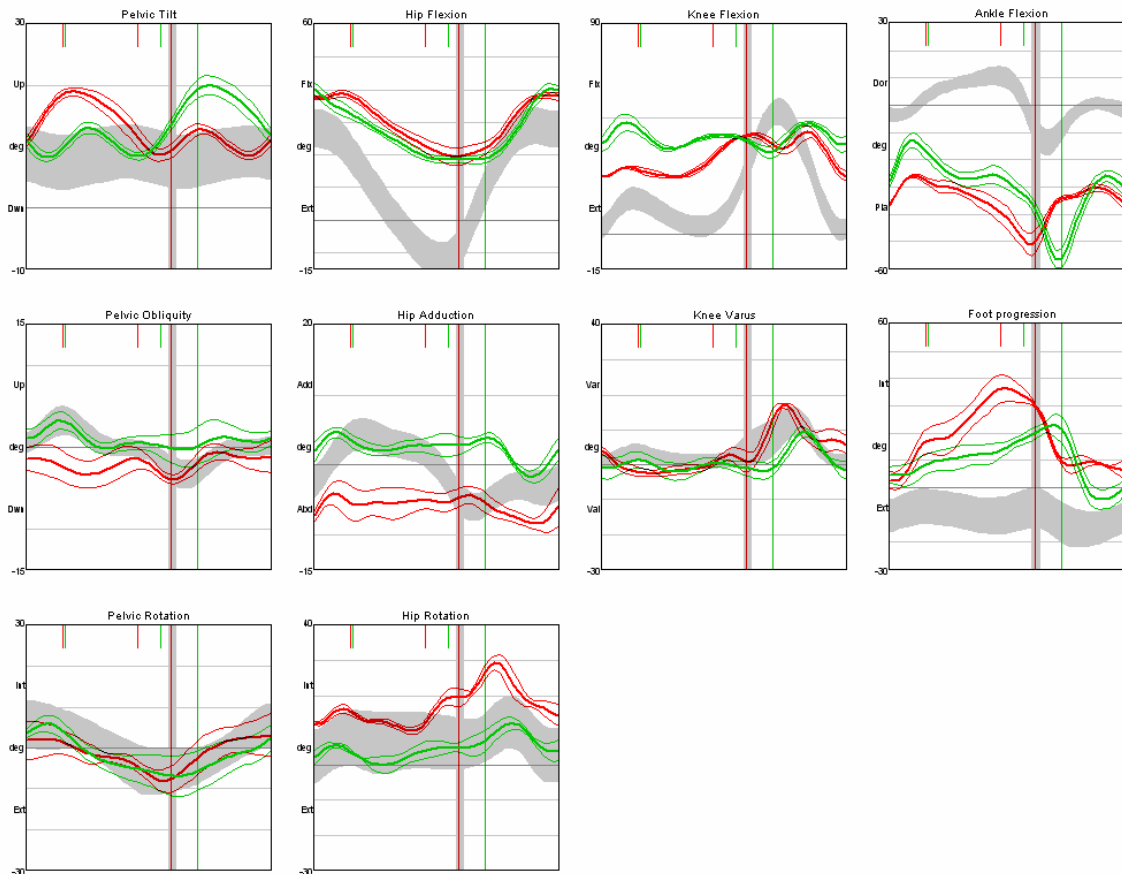 Pelvic Tilt
30
Up
deg
Dwn
-10
Hip Flexion
60
Flx
deg
Ext
-15
Knee Flexion
90
Flx
deg
Ext
-15
Ankle Flexion
30
Dor
deg
Pla
-60
Pelvic Obliquity
15
Up
deg
Dwn
-15
Hip Adduction
20
Add
deg
Abd
-20
Knee Varus
40
Var
deg
Val
-30
Foot progression
60
Int
deg
Ext
-30
Pelvic Rotation
30
Int
deg
Ext
-30
Hip Rotation
40
Int
deg
Ext
-30